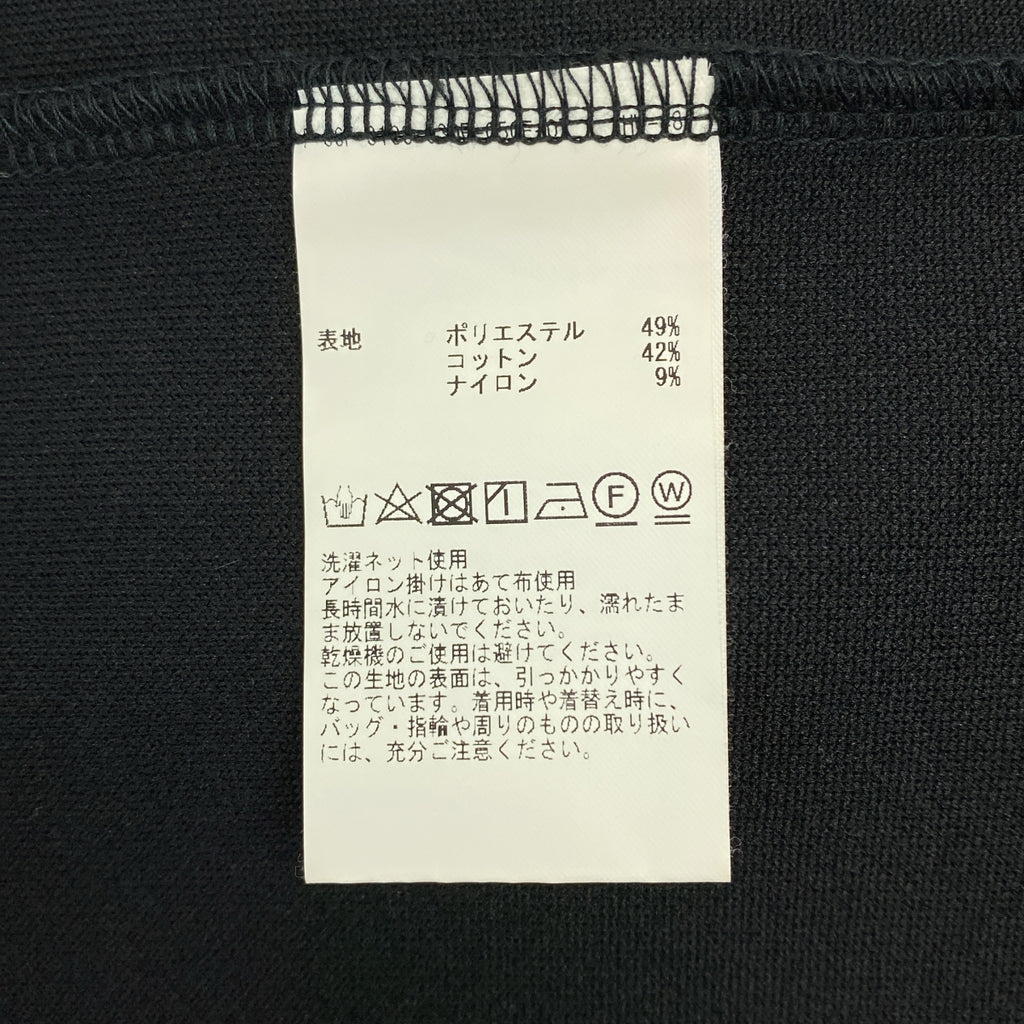 表地 ポリエステル 49%
コットン 42%
ナイロン 9%
F W
洗濯ネット使用
アイロン掛けはあて布使用
長時間水に漬けておいたり、濡れたま
ま放置しないでください。
乾燥機のご使用は避けてください。
この生地の表面は、引っかかりやすく
なっています。着用時や着替え時に、
バッグ・指輪や周りのものの取り扱い
には、充分ご注意ください。